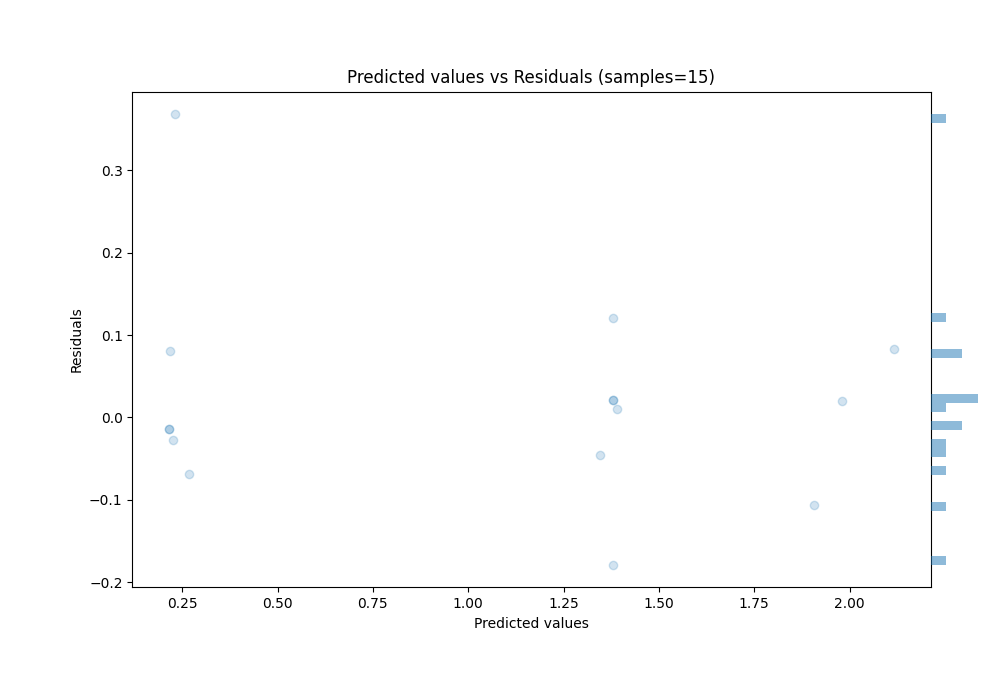 Predicted values vs Residuals (samples=15)
0.3
0.2
0.1
0.0
−0.1
−0.2
Residuals
0.25 0.50 0.75 1.00 1.25 1.50 1.75 2.00
Predicted values